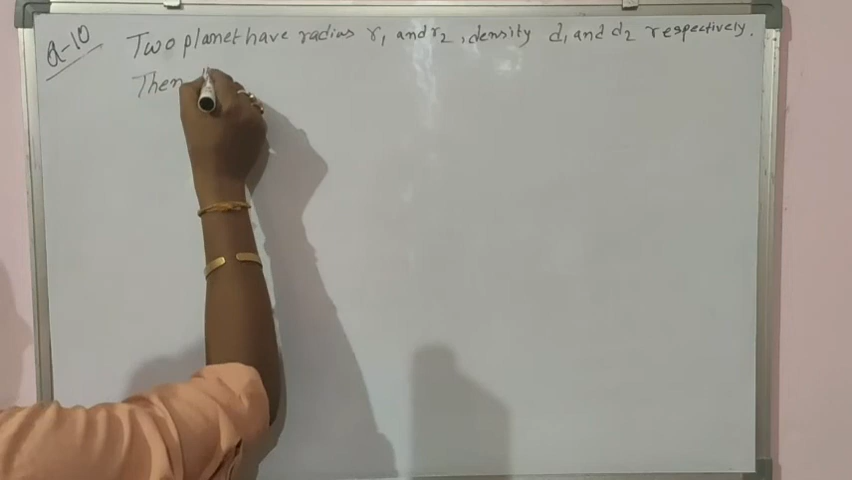 Q-10 Two planet have radius r₁ and r₂, density d₁ and d₂ respectively.
Then